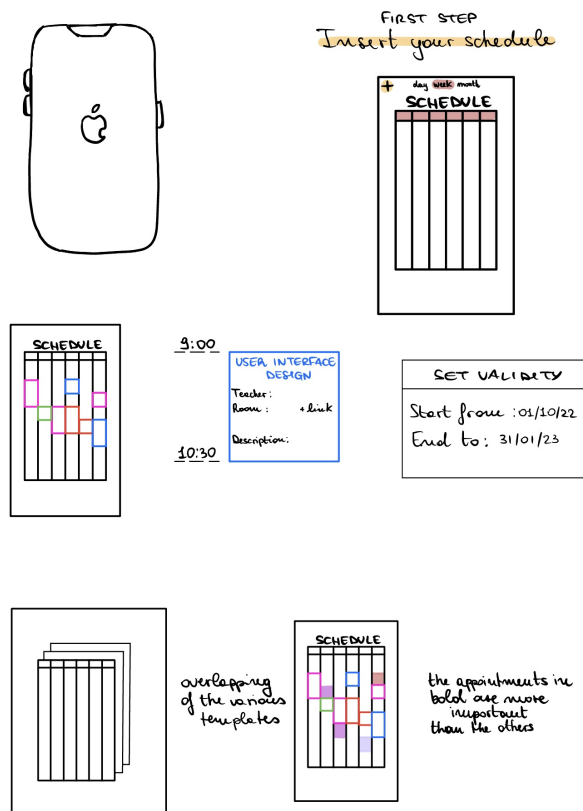 FIRST STEP
Insert your schedule
+ day week month
SCHEDULE
SCHEDULE
9:00
USER INTERFACE
DESIGN
Teacher:
Room: + link
Description:
10:30
SET VALIDITY
Start from: 01/10/22
End to: 31/01/23
overlapping
of the various
templates
SCHEDULE
the appointments in
bold are more
important
than the others